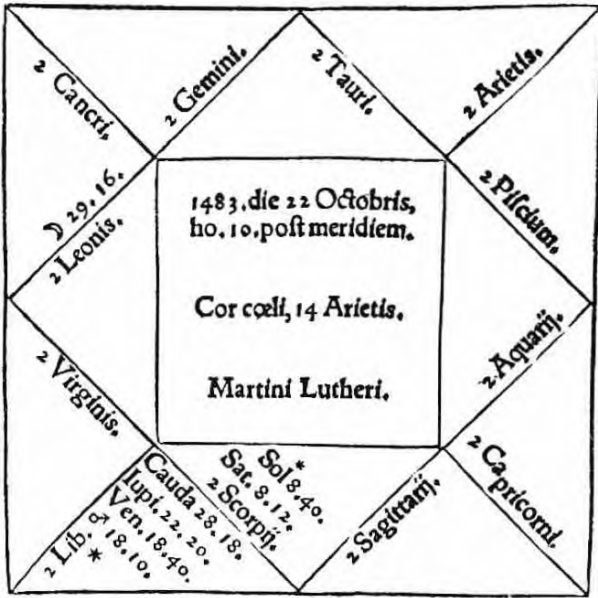 2 Gemini.
2 Tauri.
2 Cancri,
2 Arietis.
☽ 29. 16.
2 Leonis.
2 Piſcium.
1483. die 22 Octobris,
ho. 10. poſt meridiem.
Cor cœli, 14 Arietis.
Martini Lutheri.
2 Virginis.
2 Aquarij.
Cauda 28. 18.
Iupi. 22. 20.
Ven. 18. 40.
♂ 18. 10.
2 Lib. *
Sol * 8. 40.
Sat. 8. 12.
2 Scorpij.
2 Sagittarij.
2 Ca
pricorni.